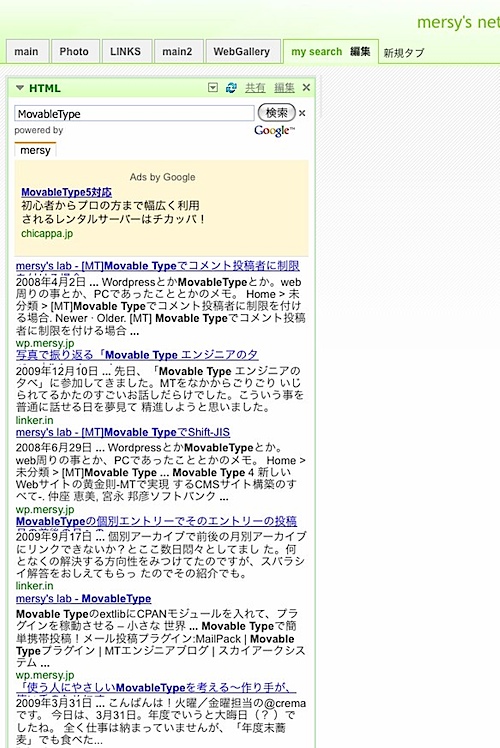 mersy's net
main Photo LINKS main2 WebGallery my search 編集 新規タブ
HTML 共有 編集
MovableType 検索
powered by Google™
mersy
Ads by Google
MovableType5対応
初心者からプロの方まで幅広く利用
されるレンタルサーバーはチカッパ！
chicappa.jp
mersy's lab - [MT]Movable Typeでコメント投稿者に制限
2008年4月2日 ... WordpressとかMovableTypeとか。web
周りの事とか、PCであったこととかのメモ。 Home > 未
分類 > [MT]Movable Typeでコメント投稿者に制限を付け
る場合. Newer · Older. [MT] Movable Typeでコメント投稿
者に制限を付ける場合 ...
wp.mersy.jp
写真で振り返る「Movable Type エンジニアの夕
2009年12月10日 ... 先日、「Movable Type エンジニアの
夕べ」に参加してきました。MTをなかからごりごり いじ
られてるかたのすごいお話しだらけでした。こういう事を
普通に話せる日を夢見て 精進しようと思いました。
linker.in
mersy's lab - [MT]Movable TypeでShift-JIS
2008年6月29日 ... WordpressとかMovableTypeとか。
web周りの事とか、PCであったこととかのメモ。 Home >
未分類 > [MT]Movable Type ... Movable Type 4 新しい
Webサイトの黄金則-MTで実現 するCMSサイト構築のす
べて-. 仲座 恵美, 宮永 邦彦ソフトバンク ...
wp.mersy.jp
MovableTypeの個別エントリーでそのエントリーの投稿
2009年9月17日 ... 個別アーカイブで前後の月別アーカイブ
にリンクできないか？とここ数日悶々としてまし た。何
となくの解決する方向性をみつけてたのですが、スバラシ
イ解答をおしえてもらっ たのでその紹介でも。
linker.in
mersy's lab - MovableType
Movable TypeのextlibにCPANモジュールを入れて、プラ
グインを稼動させる – 小さな 世界 ... Movable Typeで簡
単携帯投稿！メール投稿プラグイン:MailPack | Movable
Typeプラグイン | MTエンジニアブログ | スカイアークシス
テム ...
wp.mersy.jp
「使う人にやさしいMovableTypeを考える〜作り手が、
2009年3月31日 ... こんばんは！火曜／金曜担当の@crema
です。 今日は、3月31日。年度でいうと大晦日（？）で
したね。 全く仕事は納まっていませんが、「年度末蕎
麦」でも食べた...